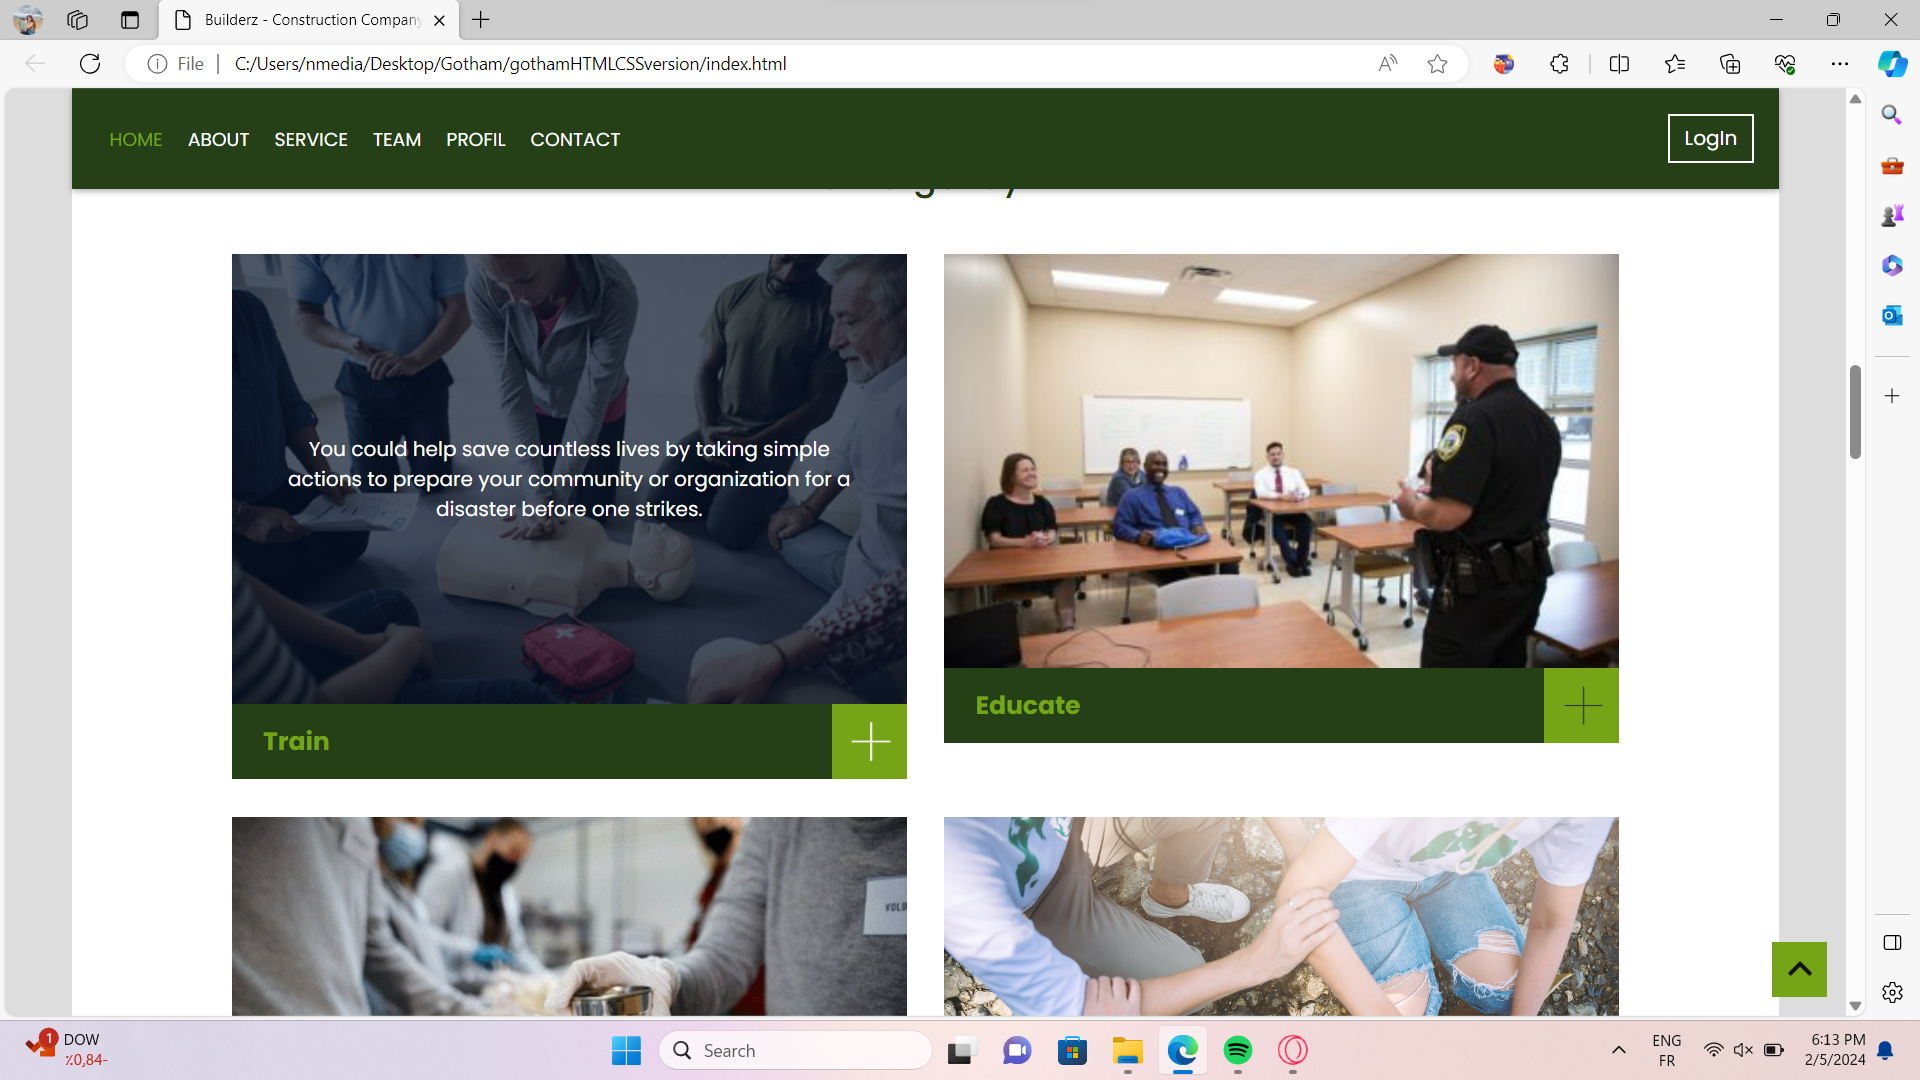 Builderz - Construction Company
File
C:/Users/nmedia/Desktop/Gotham/gothamHTMLCSSversion/index.html
HOME ABOUT SERVICE TEAM PROFIL CONTACT
LogIn
You could help save countless lives by taking simple
actions to prepare your community or organization for a
disaster before one strikes.
Train
Educate
1
DOW
٪0,84-
Search
ENG
FR
6:13 PM
2/5/2024